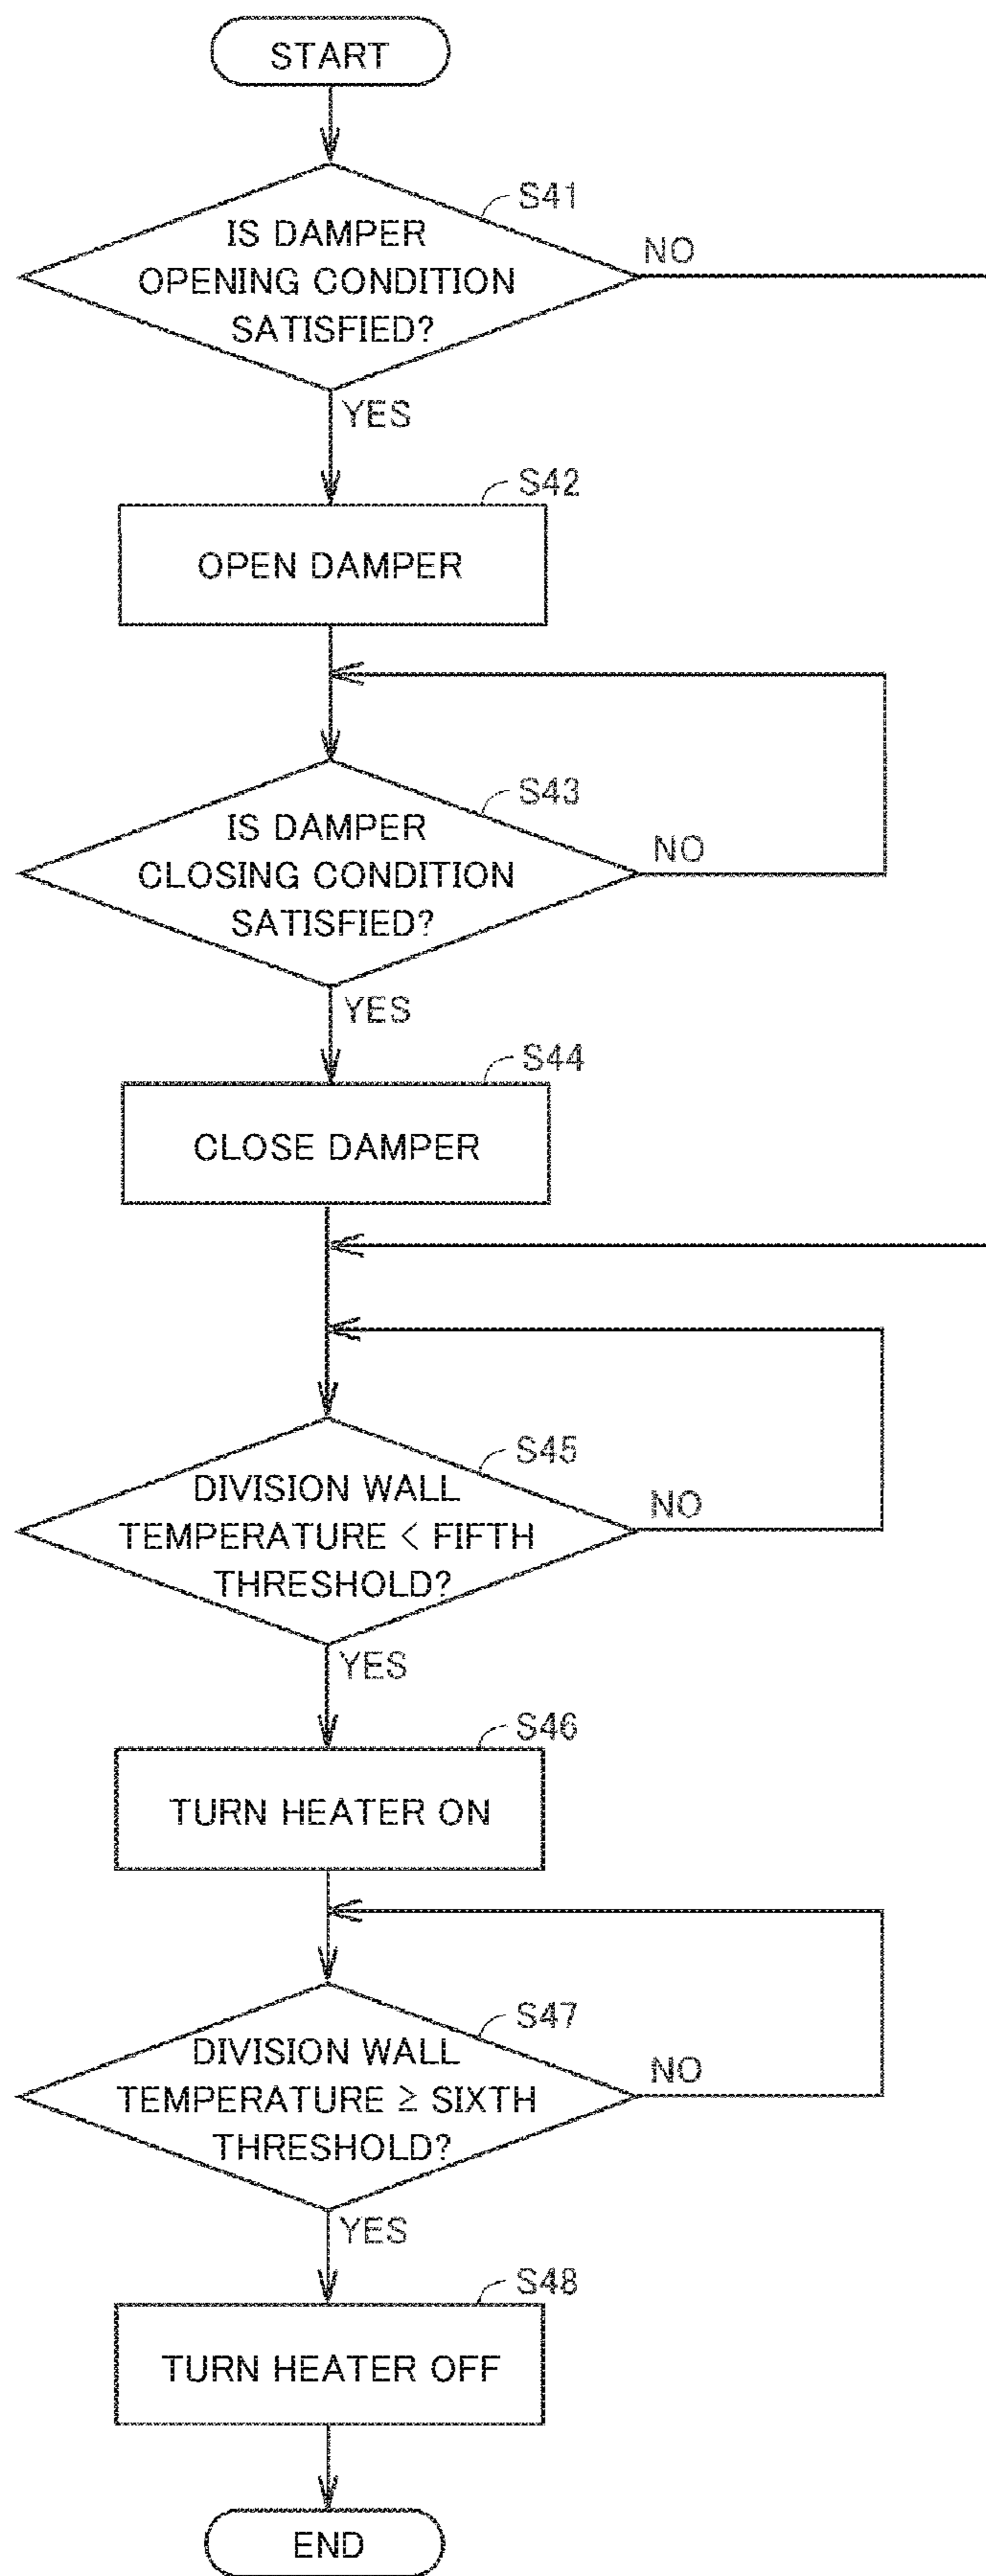 START
S41
IS DAMPER
OPENING CONDITION
SATISFIED?
NO
YES
S42
OPEN DAMPER
S43
IS DAMPER
CLOSING CONDITION
SATISFIED?
NO
YES
S44
CLOSE DAMPER
S45
DIVISION WALL
TEMPERATURE < FIFTH
THRESHOLD?
NO
YES
S46
TURN HEATER ON
S47
DIVISION WALL
TEMPERATURE ≧ SIXTH
THRESHOLD?
NO
YES
S48
TURN HEATER OFF
END